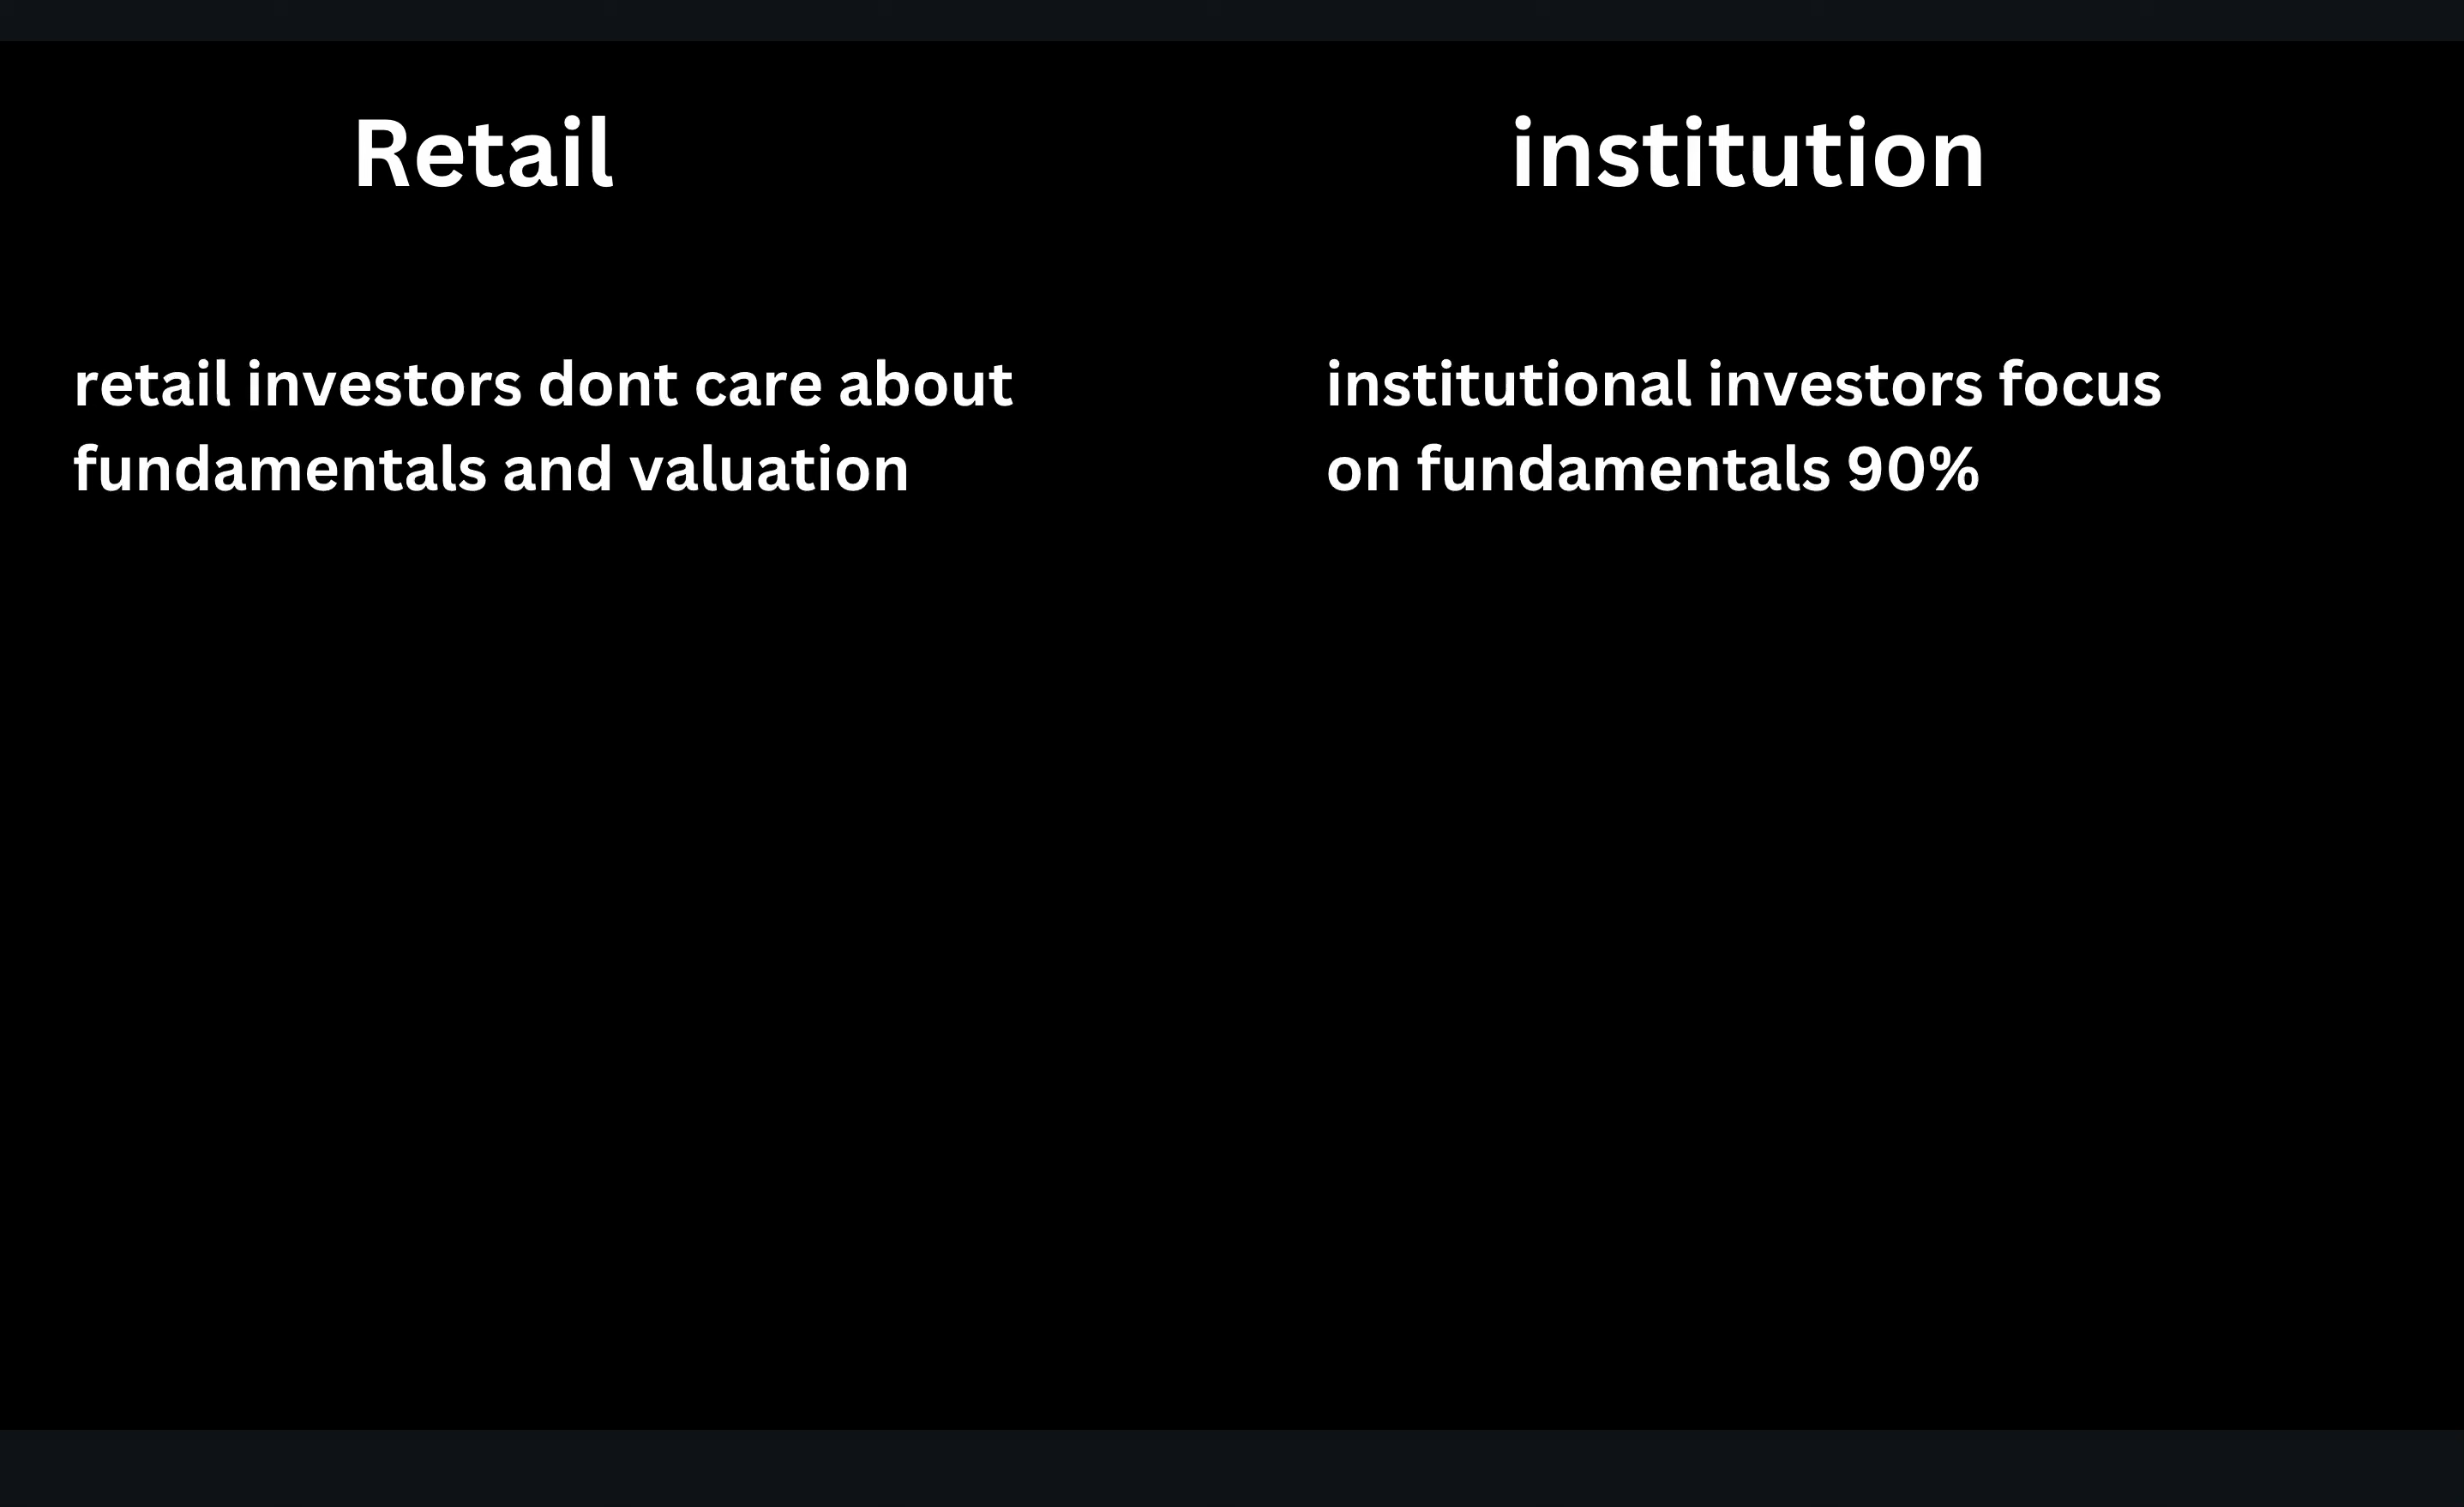 Retail
institution
retail investors dont care about
fundamentals and valuation
institutional investors focus
on fundamentals 90%